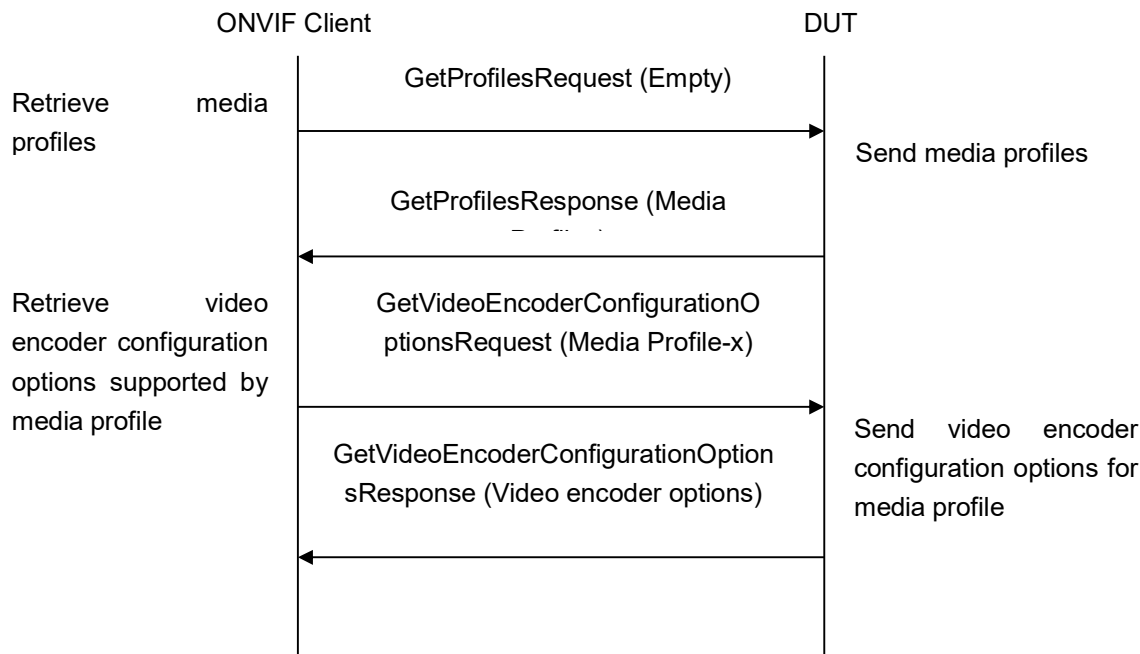 ONVIF Client
DUT
GetProfilesRequest (Empty)
Retrieve media
profiles
Send media profiles
GetProfilesResponse (Media
Retrieve video
encoder configuration
options supported by
media profile
GetVideoEncoderConfigurationO
ptionsRequest (Media Profile-x)
Send video encoder
configuration options for
media profile
GetVideoEncoderConfigurationOption
sResponse (Video encoder options)